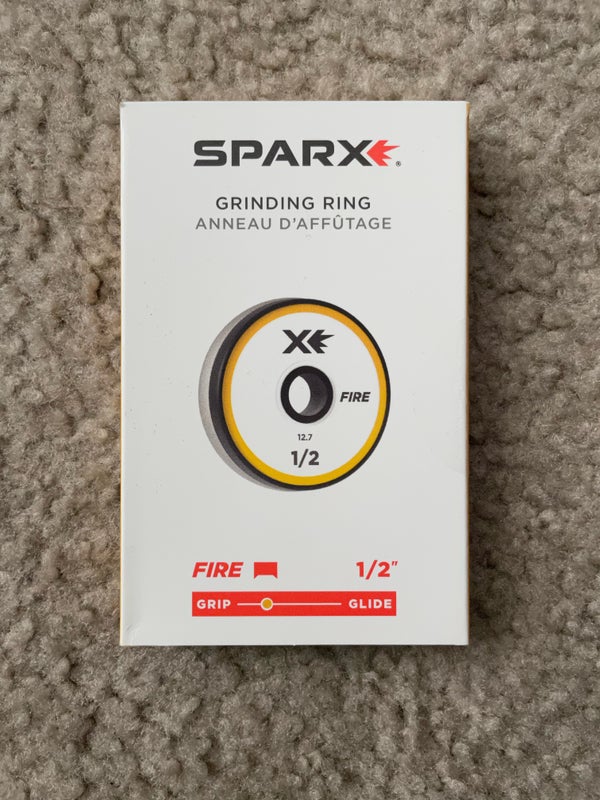 SPARX®
GRINDING RING
ANNEAU D'AFFÛTAGE
X
FIRE
12.7
1/2
FIRE 1/2"
GRIP GLIDE